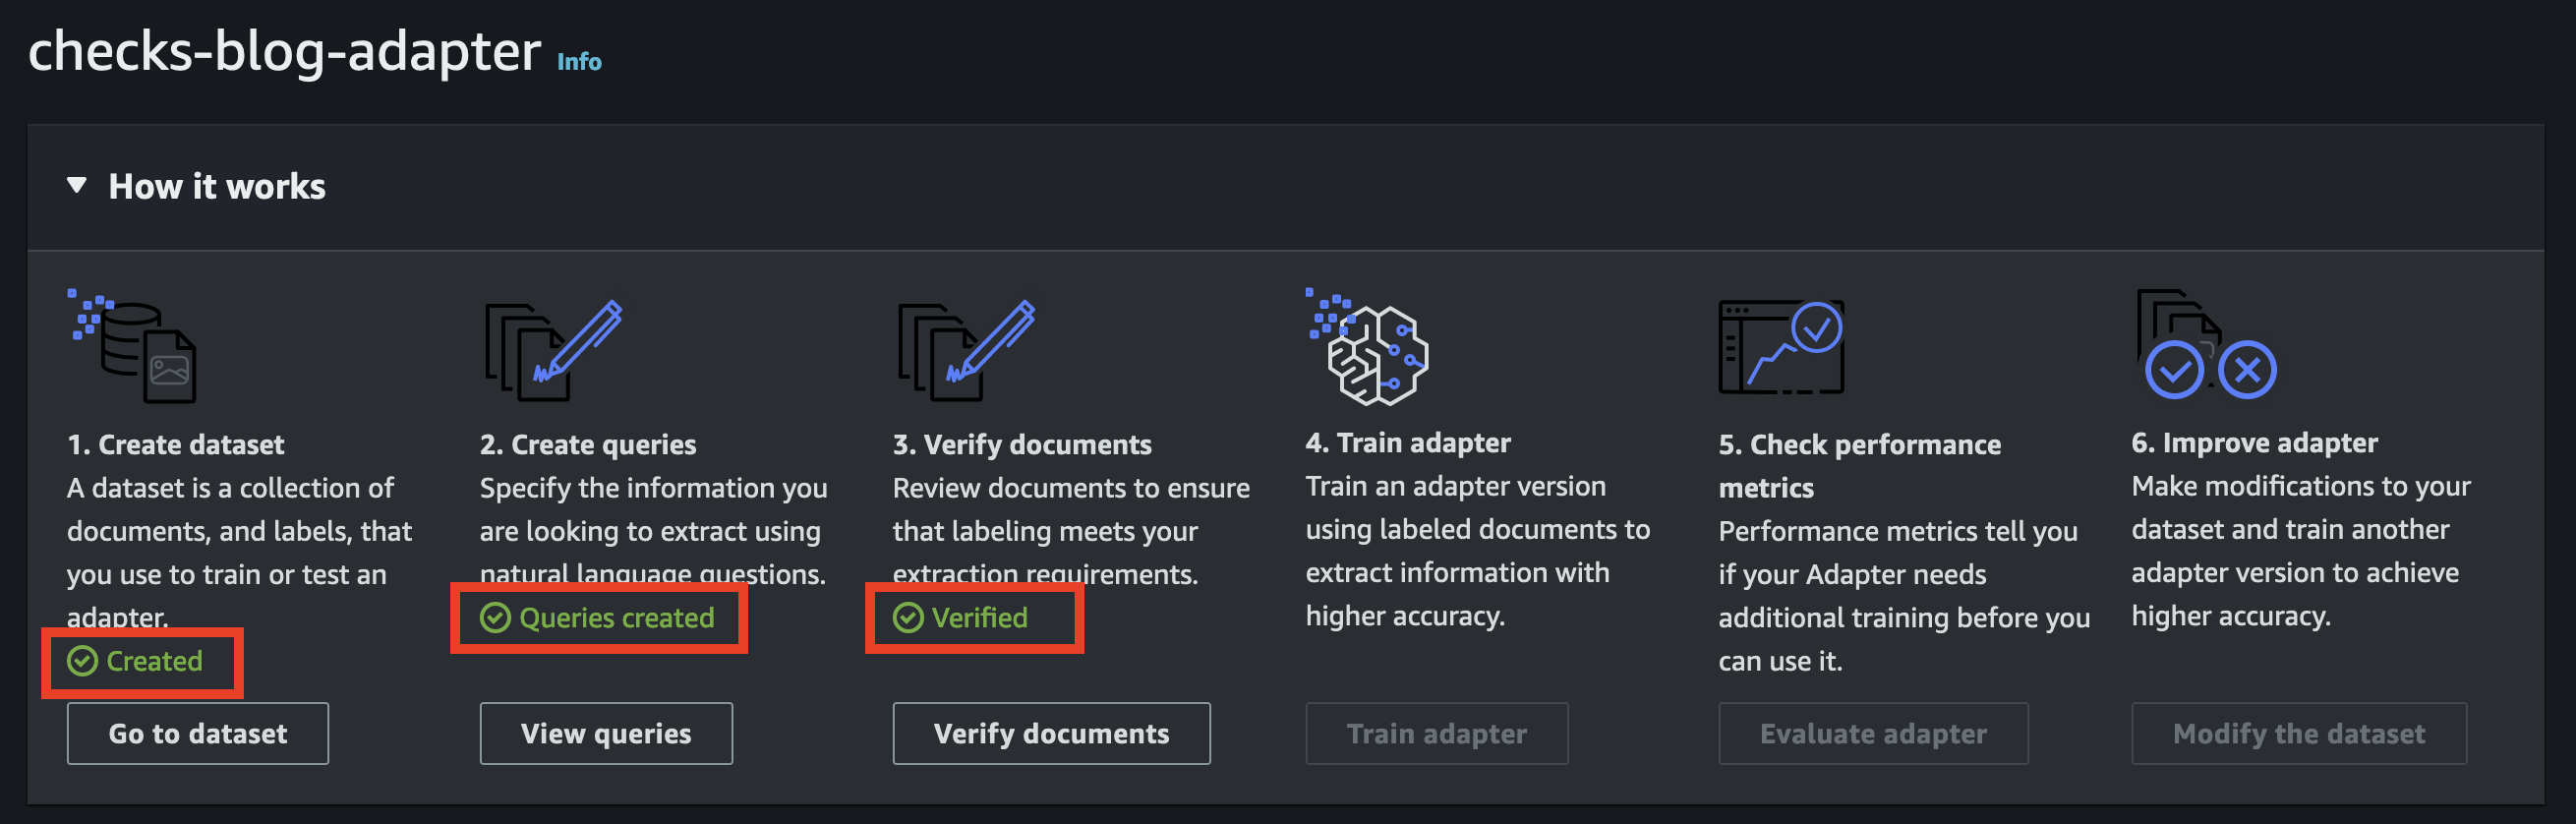 checks-blog-adapter Info
How it works
1. Create dataset
A dataset is a collection of
documents, and labels, that
you use to train or test an
adapter.
Created
Go to dataset
2. Create queries
Specify the information you
are looking to extract using
natural language questions.
Queries created
View queries
3. Verify documents
Review documents to ensure
that labeling meets your
extraction requirements.
Verified
Verify documents
4. Train adapter
Train an adapter version
using labeled documents to
extract information with
higher accuracy.
Train adapter
5. Check performance
metrics
Performance metrics tell you
if your Adapter needs
additional training before you
can use it.
Evaluate adapter
6. Improve adapter
Make modifications to your
dataset and train another
adapter version to achieve
higher accuracy.
Modify the dataset